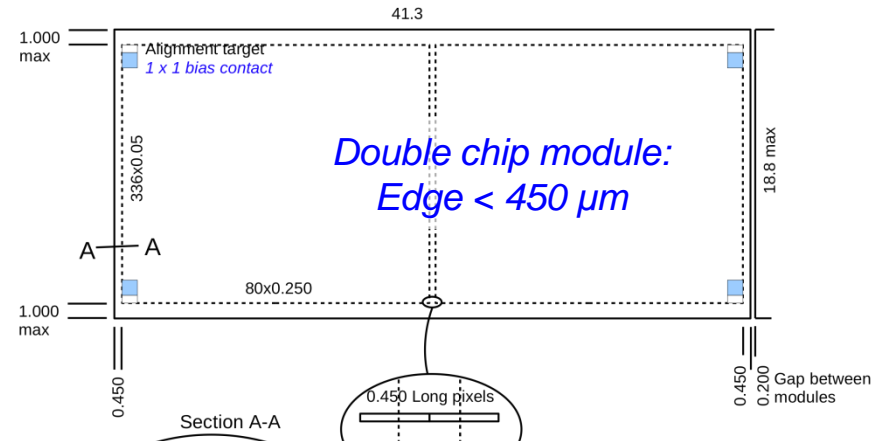 41.3
1.000
max
Alignment target
1 x 1 bias contact
336x0.05
Double chip module:
Edge < 450 µm
18.8 max
A
A
80x0.250
1.000
max
0.450
0.450
0.200
Gap between
modules
0.450 Long pixels
Section A-A